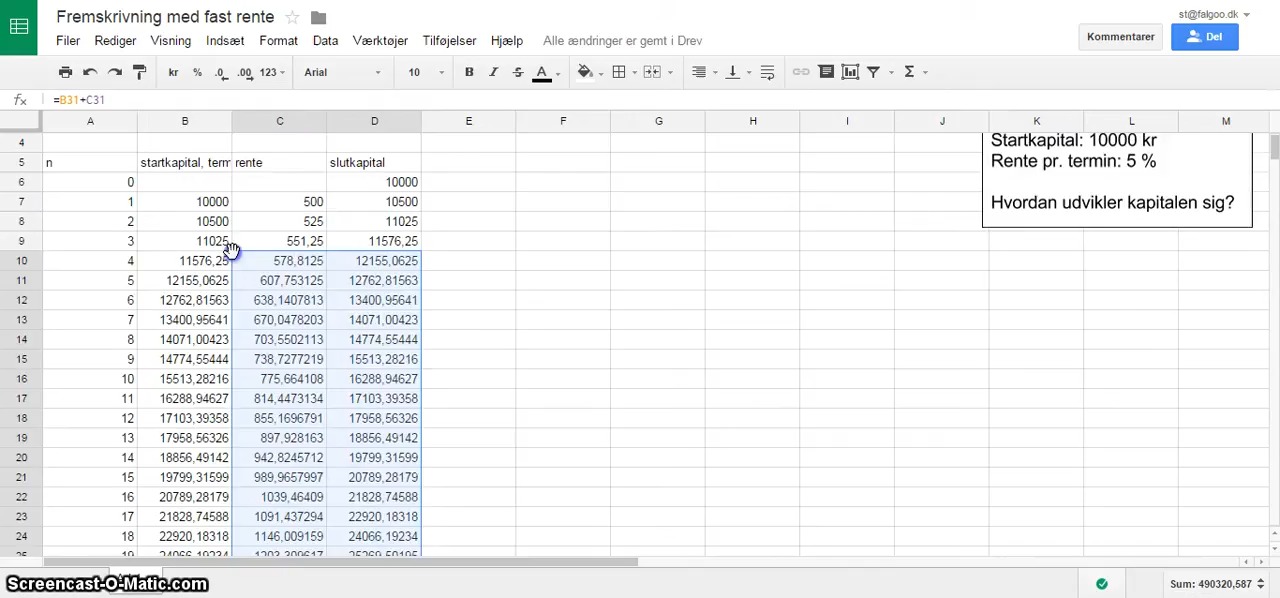 Fremskrivning med fast rente
st@falgoo.dk
Filer Rediger Visning Indsæt Format Data Værktøjer Tilføjelser Hjælp Alle ændringer er gemt i Drev
Kommentarer Del
kr % .0 .00 123 Arial 10 B I S A Σ
fx =B31+C31
A B C D E F G H I J K L M
4
5 n startkapital, term rente slutkapital
6 0 10000
7 1 10000 500 10500
8 2 10500 525 11025
9 3 11025 551,25 11576,25
10 4 11576,25 578,8125 12155,0625
11 5 12155,0625 607,753125 12762,81563
12 6 12762,81563 638,1407813 13400,95641
13 7 13400,95641 670,0478203 14071,00423
14 8 14071,00423 703,5502113 14774,55444
15 9 14774,55444 738,7277219 15513,28216
16 10 15513,28216 775,664108 16288,94627
17 11 16288,94627 814,4473134 17103,39358
18 12 17103,39358 855,1696791 17958,56326
19 13 17958,56326 897,928163 18856,49142
20 14 18856,49142 942,8245712 19799,31599
21 15 19799,31599 989,9657997 20789,28179
22 16 20789,28179 1039,46409 21828,74588
23 17 21828,74588 1091,437294 22920,18318
24 18 22920,18318 1146,009159 24066,19234
25 19 24066,19234 1203,309617 25269,50195
Startkapital: 10000 kr
Rente pr. termin: 5 %
Hvordan udvikler kapitalen sig?
Screencast-O-Matic.com
Sum: 490320,587